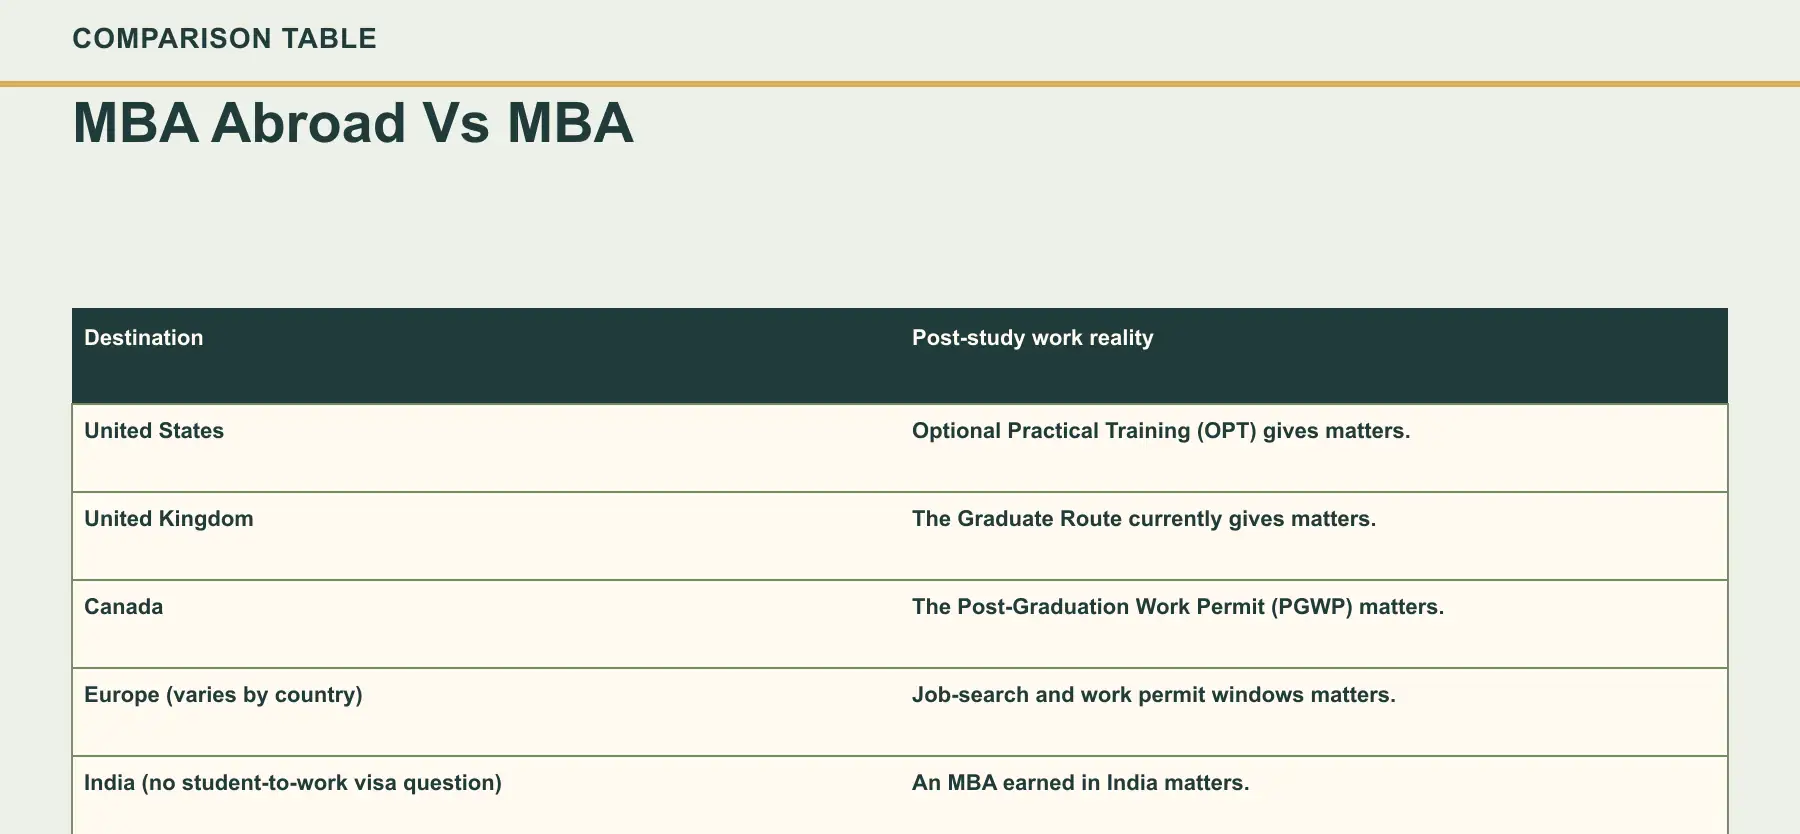 COMPARISON TABLE
MBA Abroad Vs MBA
Destination Post-study work reality
United States Optional Practical Training (OPT) gives matters.
United Kingdom The Graduate Route currently gives matters.
Canada The Post-Graduation Work Permit (PGWP) matters.
Europe (varies by country) Job-search and work permit windows matters.
India (no student-to-work visa question) An MBA earned in India matters.